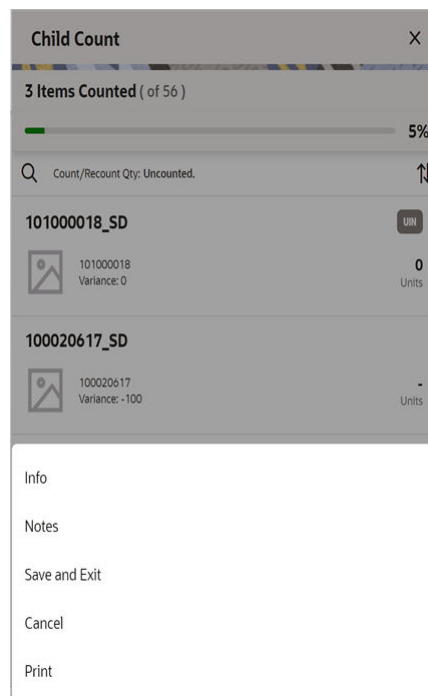 Child Count
3 Items Counted ( of 56 )
5%
Count/Recount Qty: Uncounted.
101000018_SD
UIN
101000018
0
Variance: 0
Units
100020617_SD
100020617
-
Variance: -100
Units
Info
Notes
Save and Exit
Cancel
Print